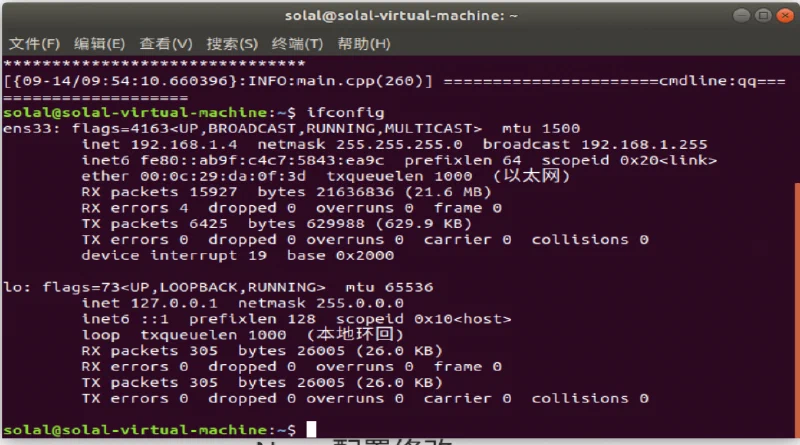 solal@solal-virtual-machine: ~
文件(F) 编辑(E) 查看(V) 搜索(S) 终端(T) 帮助(H)
*******************************
[{09-14/09:54:10.660396}:INFO:main.cpp(260)] ======================cmdline:qq===
===================
solal@solal-virtual-machine:~$ ifconfig
ens33: flags=4163<UP,BROADCAST,RUNNING,MULTICAST>  mtu 1500
        inet 192.168.1.4  netmask 255.255.255.0  broadcast 192.168.1.255
        inet6 fe80::ab9f:c4c7:5843:ea9c  prefixlen 64  scopeid 0x20<link>
        ether 00:0c:29:da:0f:3d  txqueuelen 1000  (以太网)
        RX packets 15927  bytes 21636836 (21.6 MB)
        RX errors 4  dropped 0  overruns 0  frame 0
        TX packets 6425  bytes 629988 (629.9 KB)
        TX errors 0  dropped 0 overruns 0  carrier 0  collisions 0
        device interrupt 19  base 0x2000
lo: flags=73<UP,LOOPBACK,RUNNING>  mtu 65536
        inet 127.0.0.1  netmask 255.0.0.0
        inet6 ::1  prefixlen 128  scopeid 0x10<host>
        loop  txqueuelen 1000  (本地环回)
        RX packets 305  bytes 26005 (26.0 KB)
        RX errors 0  dropped 0  overruns 0  frame 0
        TX packets 305  bytes 26005 (26.0 KB)
        TX errors 0  dropped 0 overruns 0  carrier 0  collisions 0
solal@solal-virtual-machine:~$